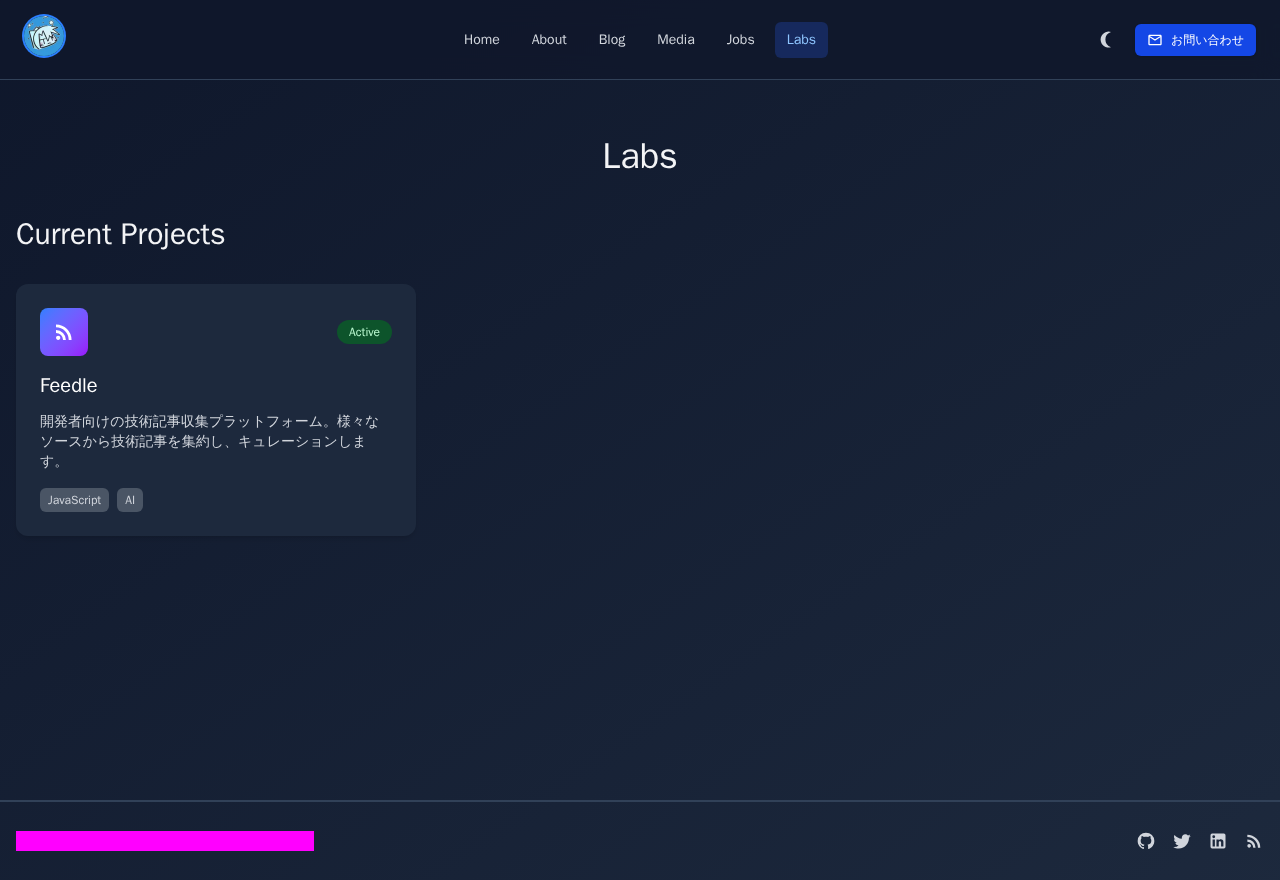 Home
About
Blog
Media
Jobs
Labs
お問い合わせ
Labs
Current Projects
Active
Feedle
開発者向けの技術記事収集プラットフォーム。様々な
ソースから技術記事を集約し、キュレーションしま
す。
JavaScript
AI